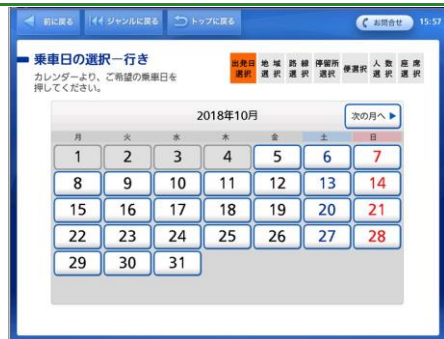 前に戻る ジャンルに戻る トップに戻る お問合せ 15:57
乗車日の選択ー行き
カレンダーより、ご希望の乗車日を
押してください。
出発日選択 地域選択 路線選択 停留所選択 便選択 人数選択 座席選択
2018年10月 次の月へ ▶
月 火 水 木 金 土 日
1 2 3 4 5 6 7
8 9 10 11 12 13 14
15 16 17 18 19 20 21
22 23 24 25 26 27 28
29 30 31